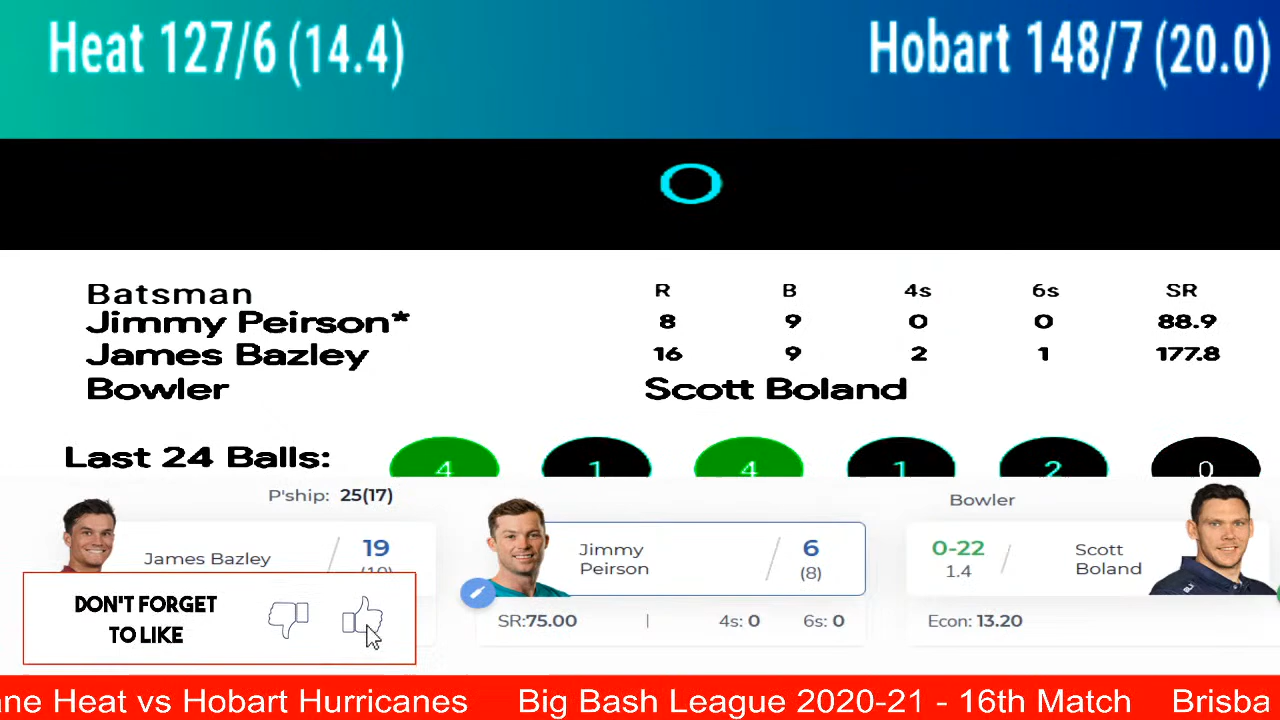 Heat 127/6 (14.4)
Hobart 148/7 (20.0)
0
Batsman R B 4s 6s SR
Jimmy Peirson* 8 9 0 0 88.9
James Bazley 16 9 2 1 177.8
Bowler Scott Boland
Last 24 Balls: 4 1 4 1 2 0
P'ship: 25(17)
James Bazley 19
DON'T FORGET
TO LIKE
Jimmy
Peirson
6
(8)
SR:75.00 | 4s: 0 6s: 0
Bowler
0-22
1.4
Scott
Boland
Econ: 13.20
ne Heat vs Hobart Hurricanes Big Bash League 2020-21 - 16th Match Brisba